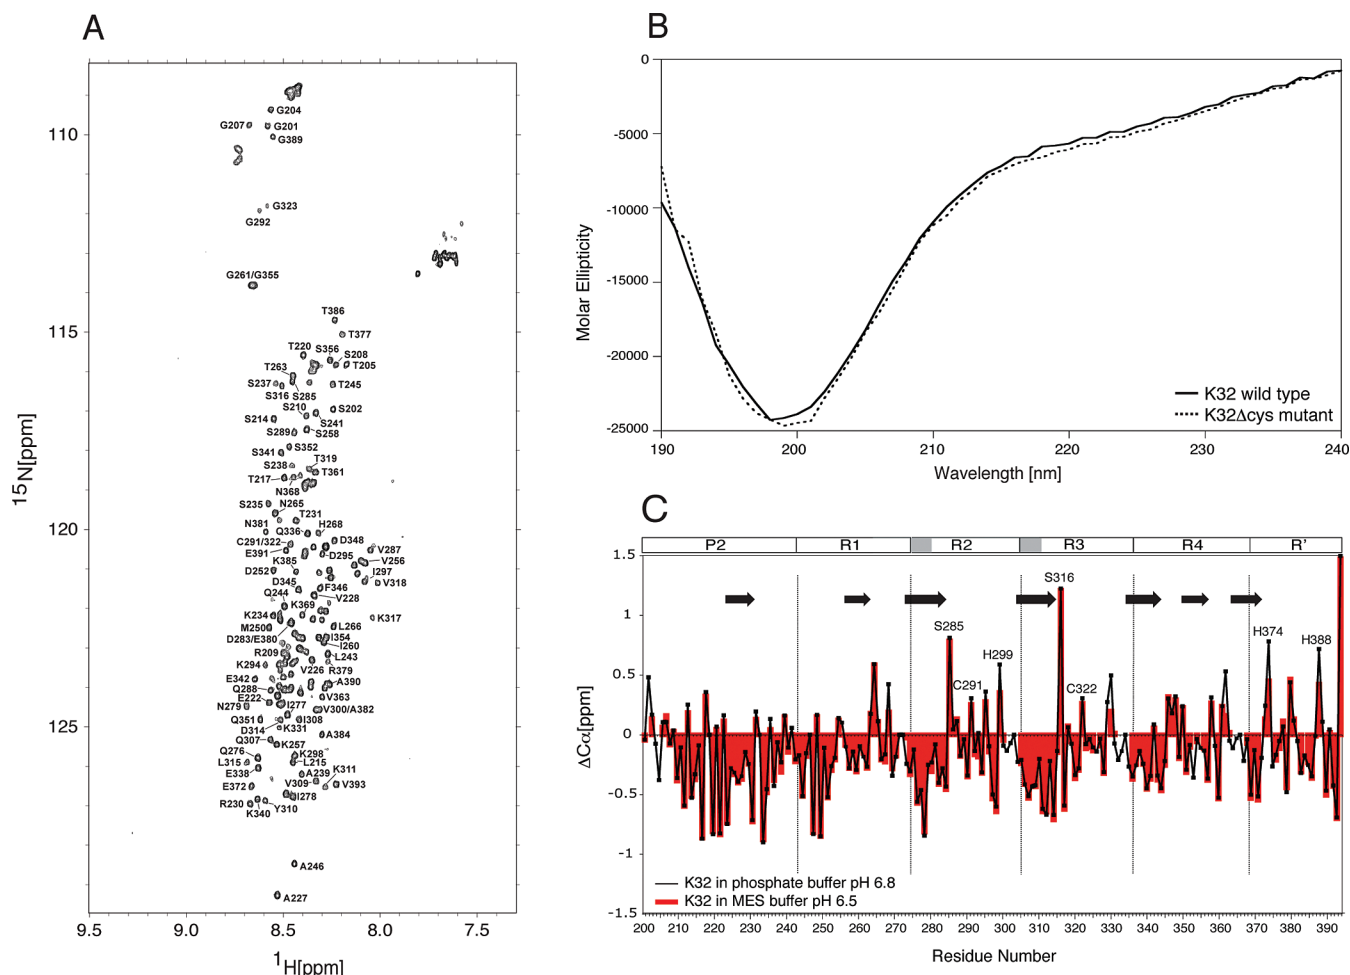 A
G204
G207
G201
G389
G323
G292
G261/G355
T386
T377
T220
S356
S208
T263
T205
S237
T245
S316
S285
S210
S202
S214
S241
S289
S258
S341
S352
S238
T319
T217
T361
N368
S235
N265
T231
N381
Q336
H268
C291/322
D348
E391
D295
V287
K385
V256
D252
I297
D345
F346
V318
Q244
V228
K369
K234
K317
M250
L266
D283/E380
I354
I260
R209
L243
K294
V226
R379
E342
A390
Q288
E222
V363
N279
I277
V300/A382
Q351
I308
D314
K331
A384
Q307
K257
Q276
K298
L315
L215
K311
E338
A239
E372
V309
V393
R230
I278
K340
Y310
A246
A227
110
115
120
125
15N[ppm]
9.5 9.0 8.5 8.0 7.5
1H[ppm]
B
0
-5000
-10000
-15000
-20000
-25000
Molar Ellipticity
K32 wild type
K32Δcys mutant
190 200 210 220 230 240
Wavelength [nm]
C
P2 R1 R2 R3 R4 R'
1.5
1
0.5
0
-0.5
-1
-1.5
ΔCα[ppm]
S316
S285
H374
H388
H299
C291
C322
K32 in phosphate buffer pH 6.8
K32 in MES buffer pH 6.5
200 210 220 230 240 250 260 270 280 290 300 310 320 330 340 350 360 370 380 390
Residue Number